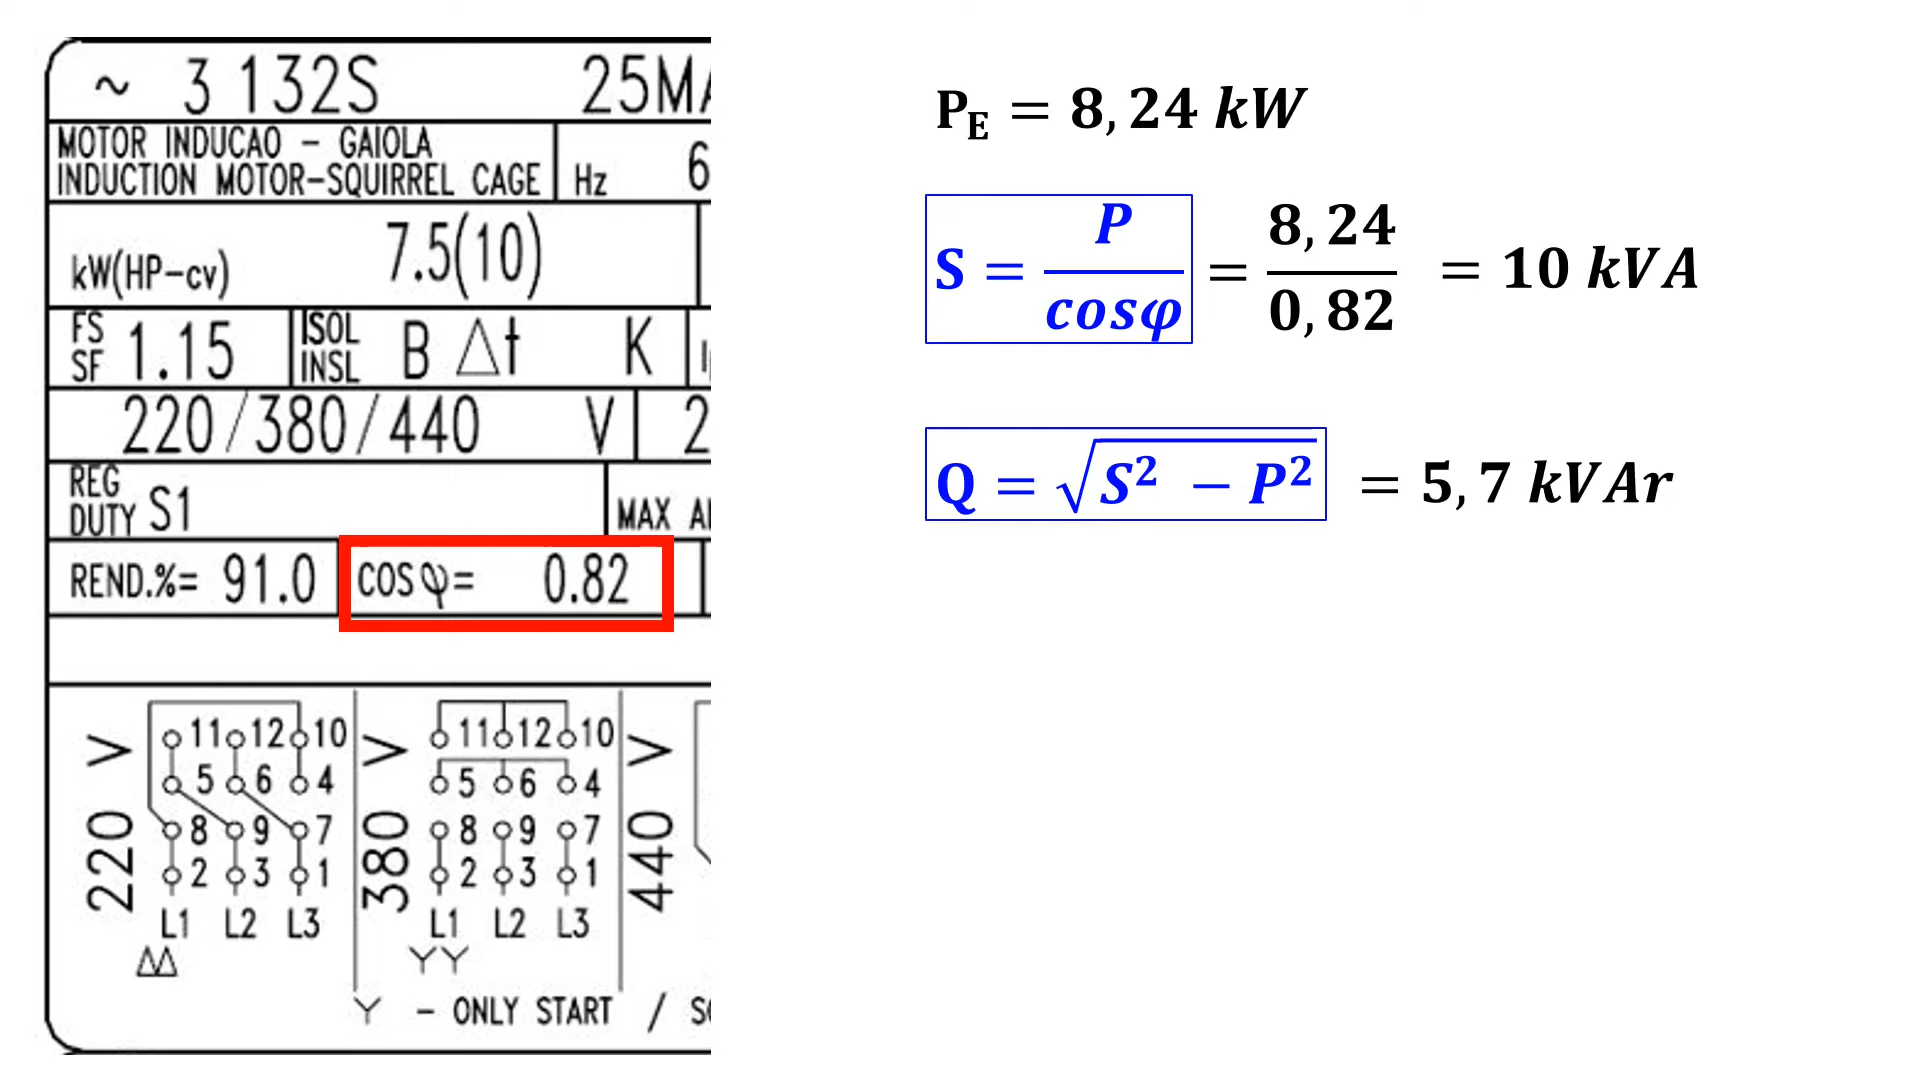 ~ 3 132S 25MA
MOTOR INDUCAO - GAIOLA
INDUCTION MOTOR-SQUIRREL CAGE Hz 6
kW(HP-cv) 7.5(10)
FS
SF 1.15 ISOL
INSL B Δt K
220/380/440 V 2
REG
DUTY S1 MAX
REND.%= 91.0 COSφ= 0.82
220 V
11 12 10
5 6 4
8 9 7
2 3 1
L1 L2 L3
ΔΔ
380 V
11 12 10
5 6 4
8 9 7
2 3 1
L1 L2 L3
YY
440 V
Y - ONLY START /
P_E = 8,24 kW
S = P/cosφ = 8,24/0,82 = 10 kVA
Q = √(S² - P²) = 5,7 kVAr